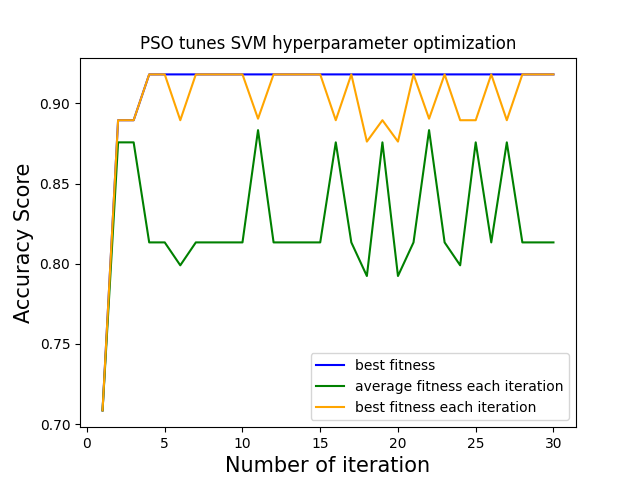 PSO tunes SVM hyperparameter optimization
0.90
0.85
0.80
0.75
0.70
Accuracy Score
best fitness
average fitness each iteration
best fitness each iteration
0 5 10 15 20 25 30
Number of iteration